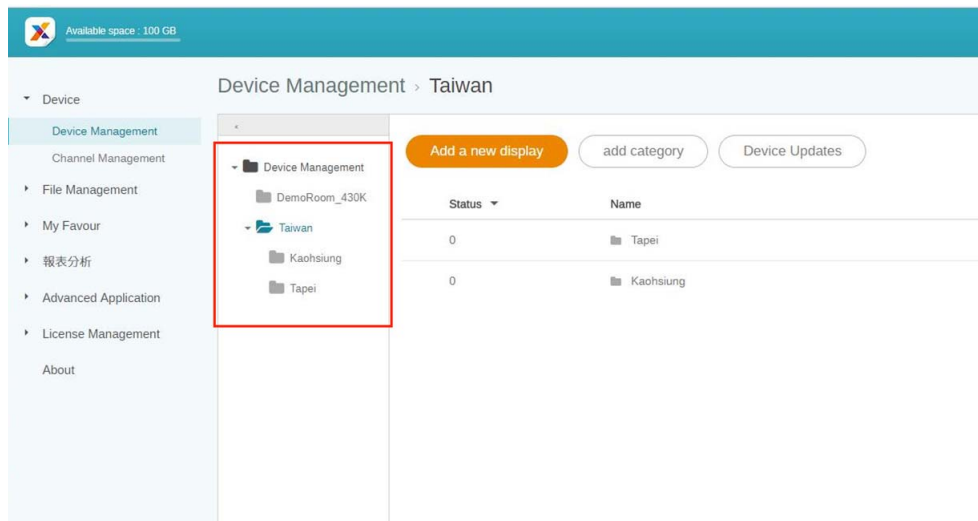 Available space : 100 GB
Device Management › Taiwan
Device
Device Management
Channel Management
File Management
My Favour
報表分析
Advanced Application
License Management
About
Device Management
DemoRoom_430K
Taiwan
Kaohsiung
Tapei
Add a new display
add category
Device Updates
Status Name
0 Tapei
0 Kaohsiung